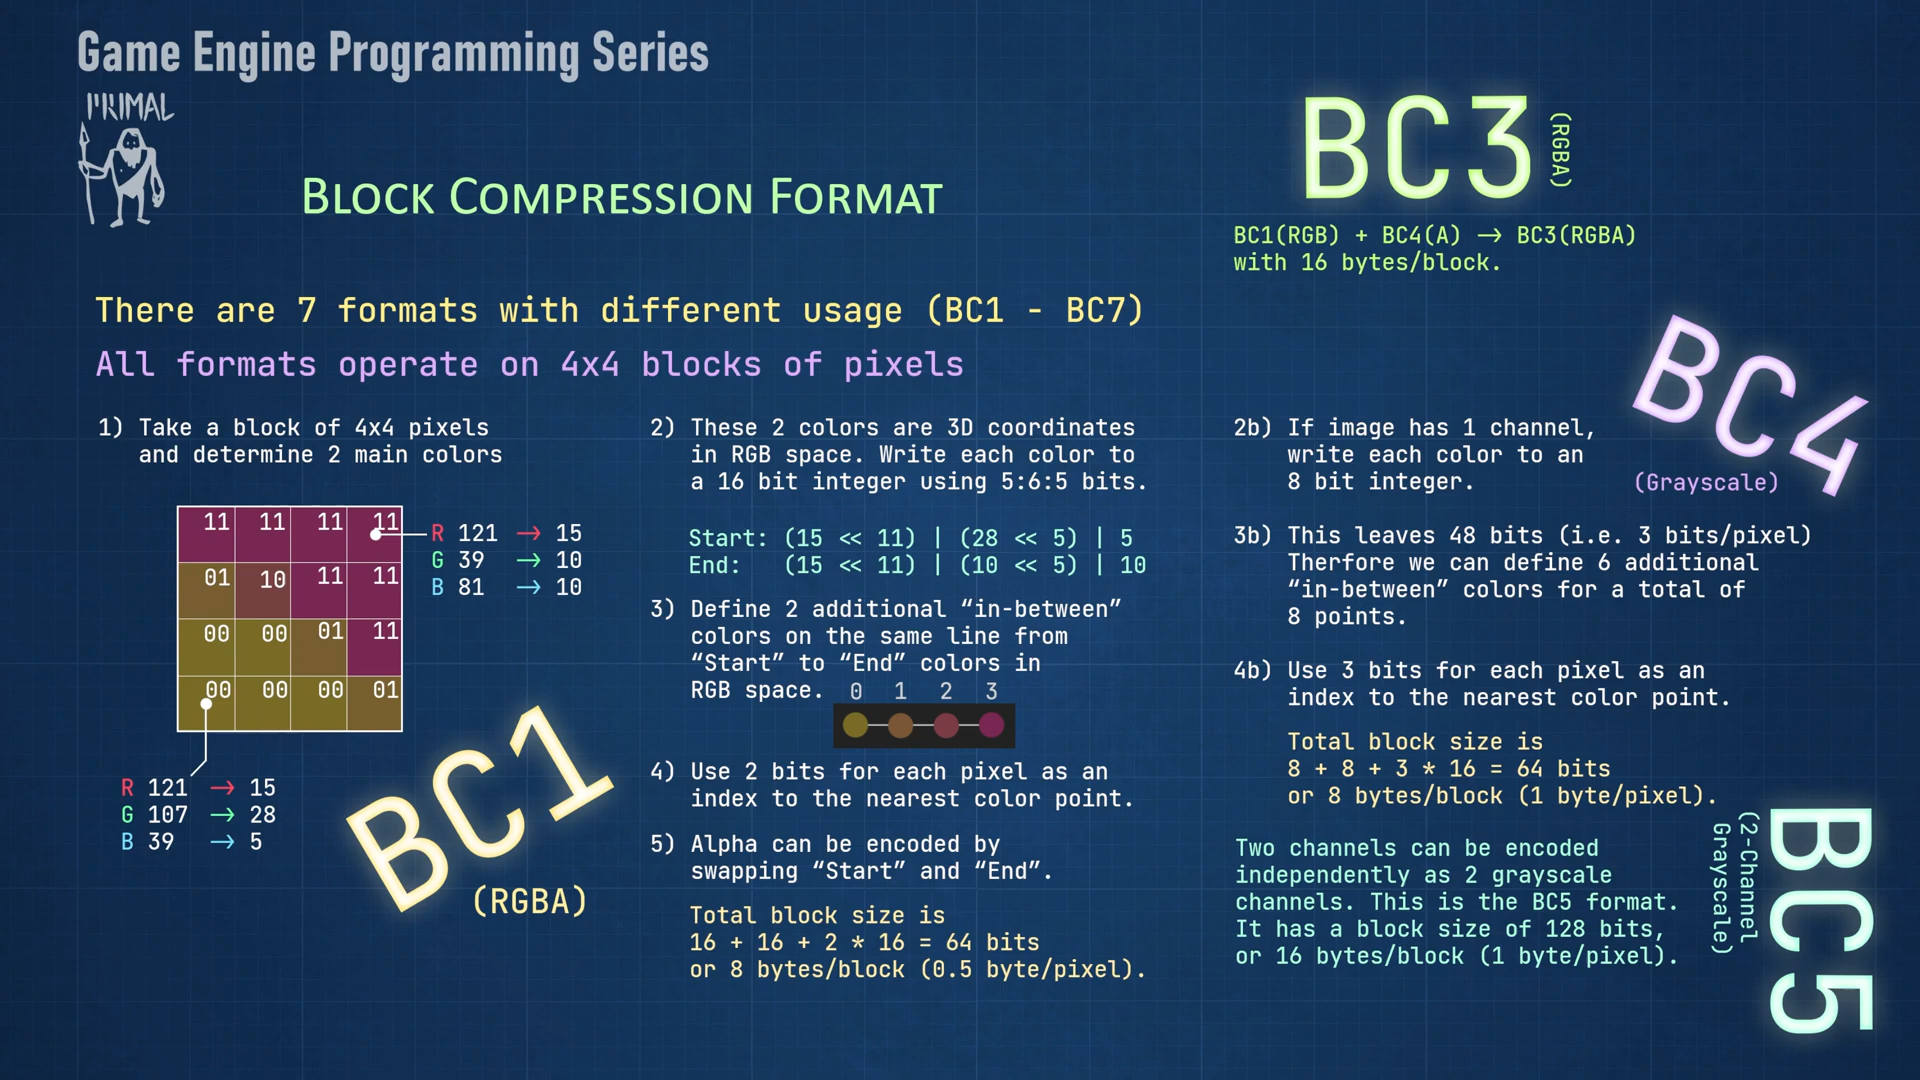 Game Engine Programming Series
PRIMAL
BLOCK COMPRESSION FORMAT
There are 7 formats with different usage (BC1 - BC7)
All formats operate on 4x4 blocks of pixels
1) Take a block of 4x4 pixels
and determine 2 main colors
11 11 11 11
01 10 11 11
00 00 01 11
00 00 00 01
R 121 → 15
G 39 → 10
B 81 → 10
R 121 → 15
G 107 → 28
B 39 → 5
BC1
(RGBA)
2) These 2 colors are 3D coordinates
in RGB space. Write each color to
a 16 bit integer using 5:6:5 bits.
Start: (15 << 11) | (28 << 5) | 5
End: (15 << 11) | (10 << 5) | 10
3) Define 2 additional “in-between”
colors on the same line from
“Start” to “End” colors in
RGB space.
0 1 2 3
4) Use 2 bits for each pixel as an
index to the nearest color point.
5) Alpha can be encoded by
swapping “Start” and “End”.
Total block size is
16 + 16 + 2 * 16 = 64 bits
or 8 bytes/block (0.5 byte/pixel).
BC3
(RGBA)
BC1(RGB) + BC4(A) → BC3(RGBA)
with 16 bytes/block.
BC4
(Grayscale)
2b) If image has 1 channel,
write each color to an
8 bit integer.
3b) This leaves 48 bits (i.e. 3 bits/pixel)
Therfore we can define 6 additional
“in-between” colors for a total of
8 points.
4b) Use 3 bits for each pixel as an
index to the nearest color point.
Total block size is
8 + 8 + 3 * 16 = 64 bits
or 8 bytes/block (1 byte/pixel).
Two channels can be encoded
independently as 2 grayscale
channels. This is the BC5 format.
It has a block size of 128 bits,
or 16 bytes/block (1 byte/pixel).
BC5
(2-Channel
Grayscale)